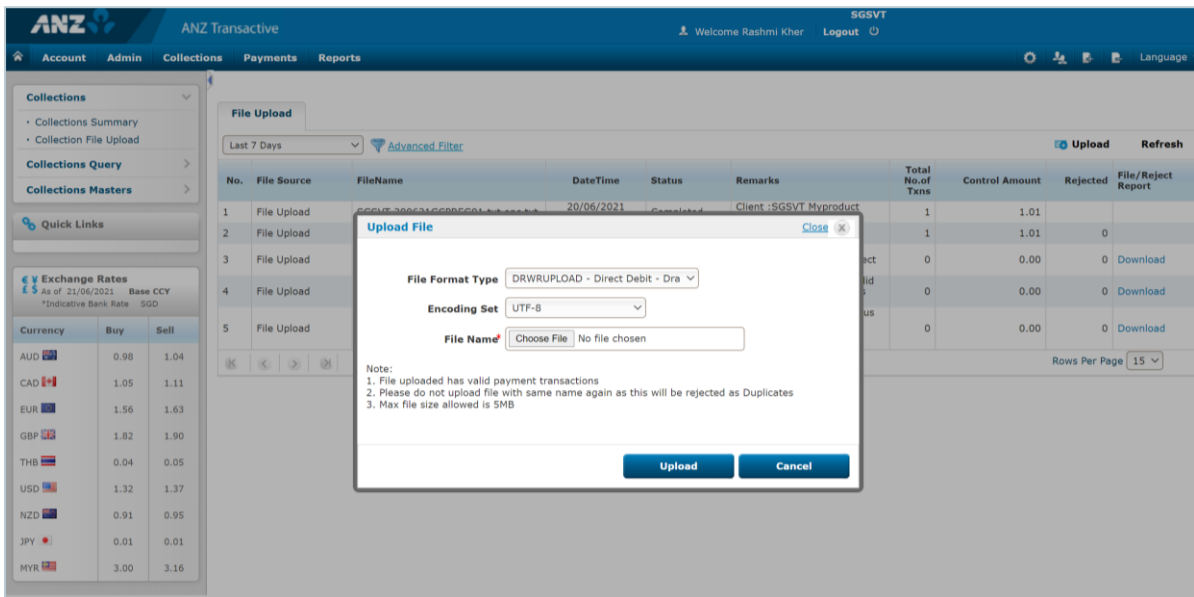 SGSVT
ANZ
ANZ Transactive
Welcome Rashmi Kher Logout
Account Admin Collections Payments Reports
Language
Collections
Collections Summary
Collection File Upload
Collections Query
Collections Masters
Quick Links
Exchange Rates
As of 21/06/2021 Base CCY
*Indicative Bank Rate SGD
Currency Buy Sell
AUD 0.98 1.04
CAD 1.05 1.11
EUR 1.56 1.63
GBP 1.82 1.90
THB 0.04 0.05
USD 1.32 1.37
NZD 0.91 0.95
JPY 0.01 0.01
MYR 3.00 3.16
File Upload
Last 7 Days Advanced Filter Upload Refresh
No. File Source FileName DateTime Status Remarks Total No.of Txns Control Amount Rejected File/Reject Report
1 File Upload 20/06/2021 Completed Client :SGSVT Myproduct 1 1.01
2 File Upload 1 1.01 0
3 File Upload 0 0.00 0 Download
4 File Upload 0 0.00 0 Download
5 File Upload 0 0.00 0 Download
Rows Per Page 15
Upload File Close
File Format Type DRWRUPLOAD - Direct Debit - Dra
Encoding Set UTF-8
File Name* Choose File No file chosen
Note:
1. File uploaded has valid payment transactions
2. Please do not upload file with same name again as this will be rejected as Duplicates
3. Max file size allowed is 5MB
Upload Cancel